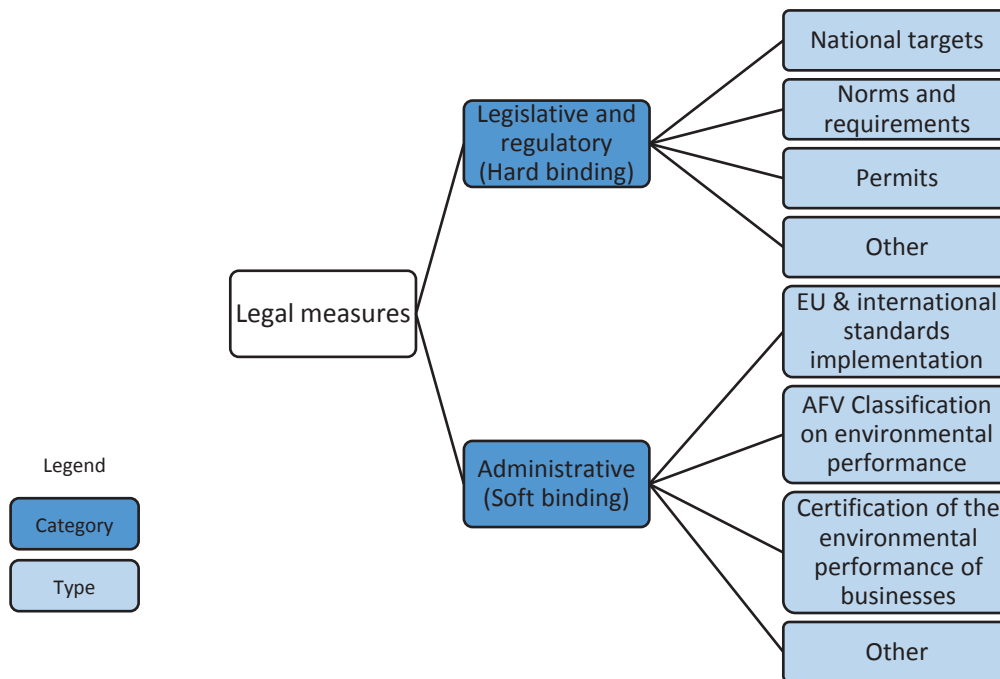 National targets
Norms and
requirements
Permits
Other
Legislative and
regulatory
(Hard binding)
Legal measures
EU & international
standards
implementation
AFV Classification
on environmental
performance
Certification of the
environmental
performance of
businesses
Other
Administrative
(Soft binding)
Legend
Category
Type